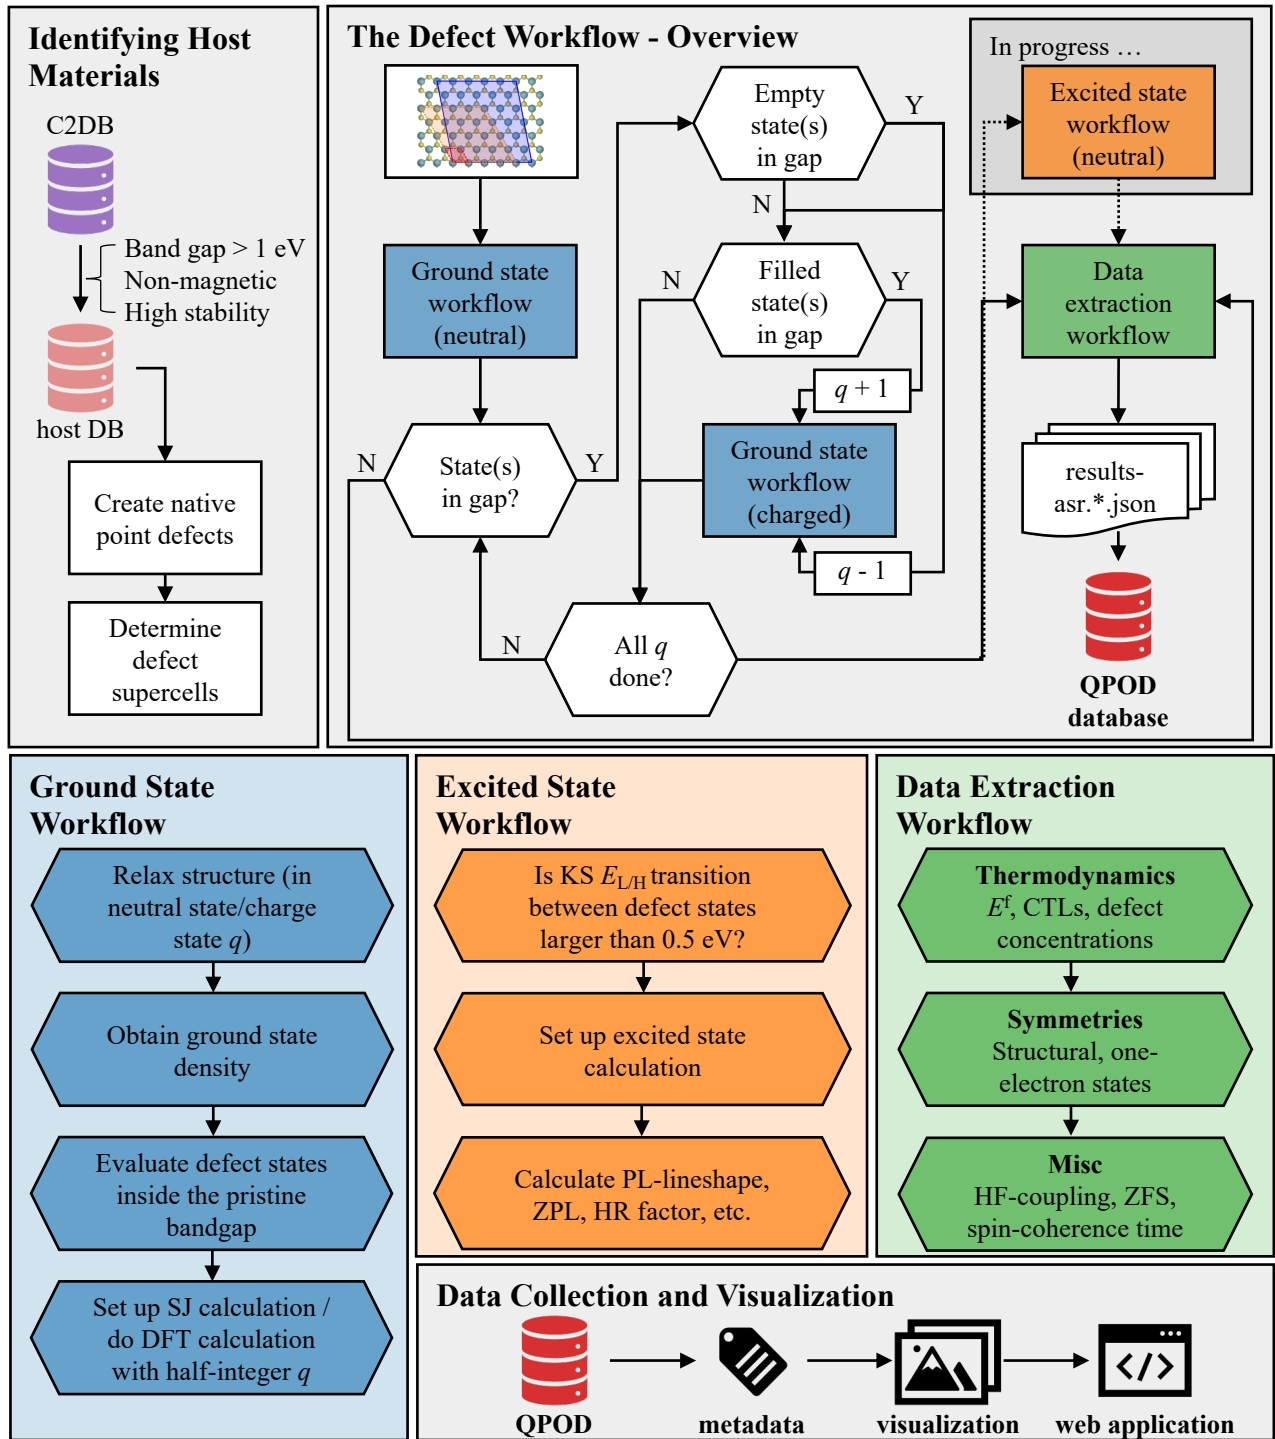 Identifying Host
Materials
C2DB
Band gap > 1 eV
Non-magnetic
High stability
host DB
Create native
point defects
Determine
defect
supercells
The Defect Workflow - Overview
Ground state
workflow
(neutral)
N
State(s)
in gap?
Y
Empty
state(s)
in gap
Y
N
N
Filled
state(s)
in gap
Y
q + 1
Ground state
workflow
(charged)
q - 1
N
All q
done?
In progress ...
Excited state
workflow
(neutral)
Data
extraction
workflow
results-
asr.*.json
QPOD
database
Ground State
Workflow
Relax structure (in
neutral state/charge
state q)
Obtain ground state
density
Evaluate defect states
inside the pristine
bandgap
Set up SJ calculation /
do DFT calculation
with half-integer q
Excited State
Workflow
Is KS E_L/H transition
between defect states
larger than 0.5 eV?
Set up excited state
calculation
Calculate PL-lineshape,
ZPL, HR factor, etc.
Data Extraction
Workflow
Thermodynamics
E^f, CTLs, defect
concentrations
Symmetries
Structural, one-
electron states
Misc
HF-coupling, ZFS,
spin-coherence time
Data Collection and Visualization
QPOD
metadata
visualization
web application